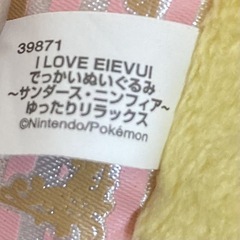 39871
I LOVE EIEVUI
でっかいぬいぐるみ
~サンダース・ニンフィア~
ゆったりリラックス
©Nintendo/Pokémon